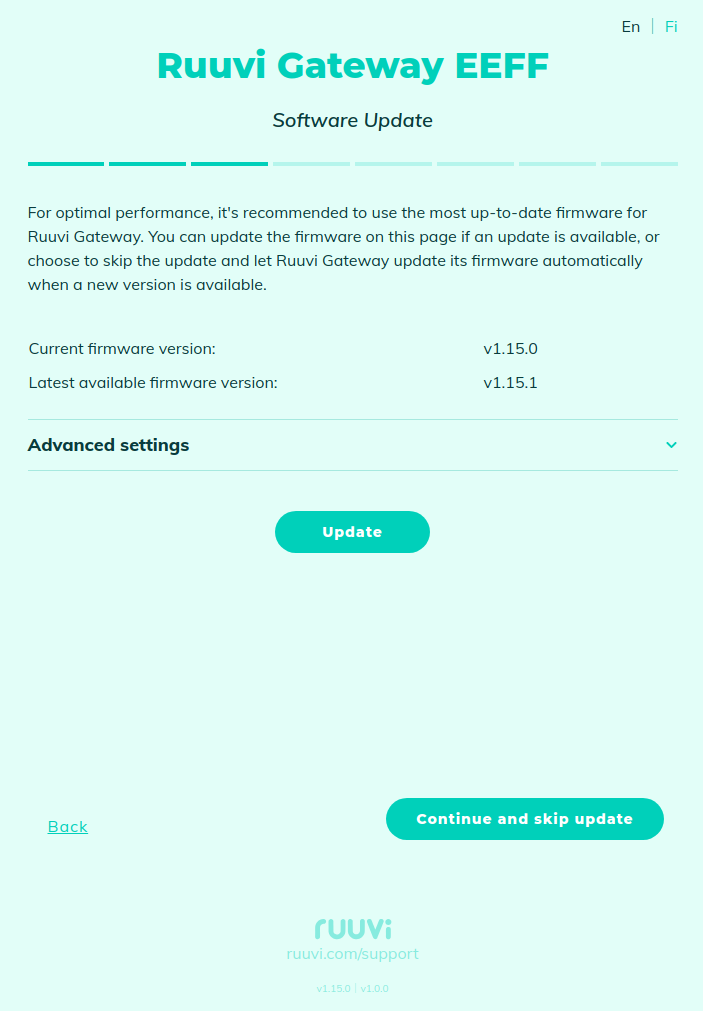 En | Fi
Ruuvi Gateway EEFF
Software Update
For optimal performance, it's recommended to use the most up-to-date firmware for
Ruuvi Gateway. You can update the firmware on this page if an update is available, or
choose to skip the update and let Ruuvi Gateway update its firmware automatically
when a new version is available.
Current firmware version: v1.15.0
Latest available firmware version: v1.15.1
Advanced settings
Update
Back
Continue and skip update
ruuvi
ruuvi.com/support
v1.15.0 | v1.0.0